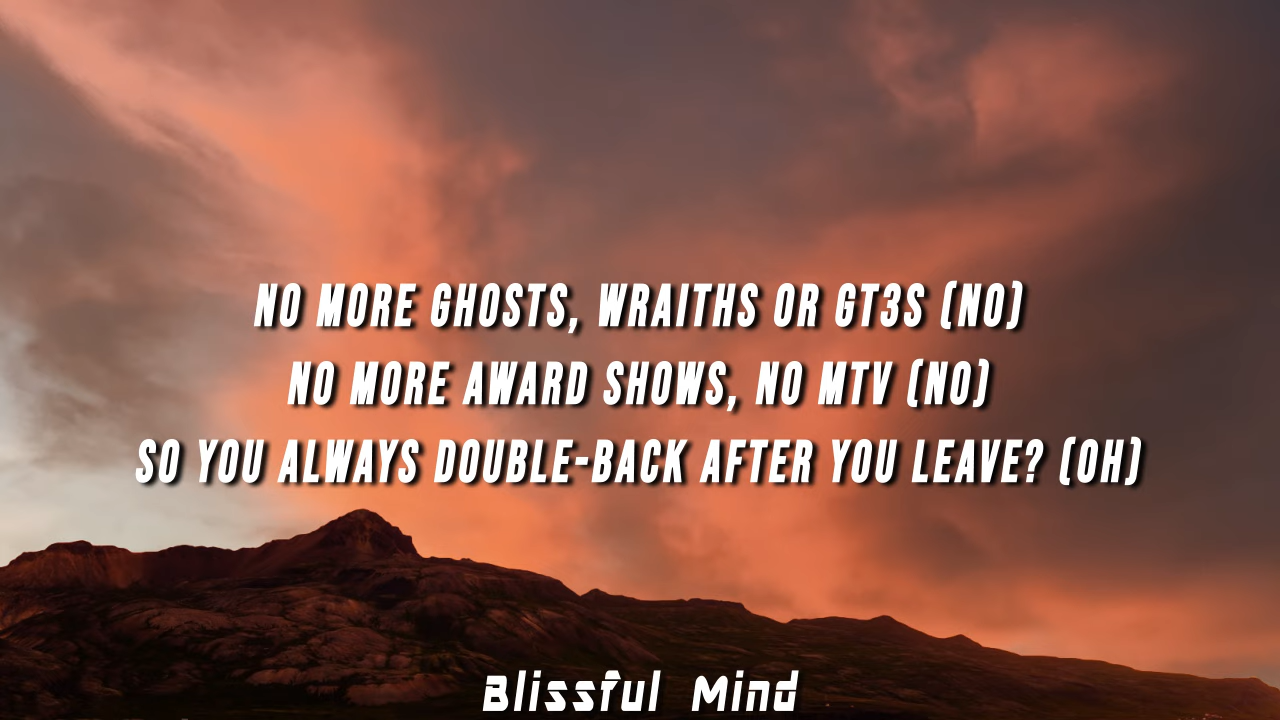 NO MORE GHOSTS, WRAITHS OR GT3S (NO)
NO MORE AWARD SHOWS, NO MTV (NO)
SO YOU ALWAYS DOUBLE-BACK AFTER YOU LEAVE? (OH)
Blissful Mind